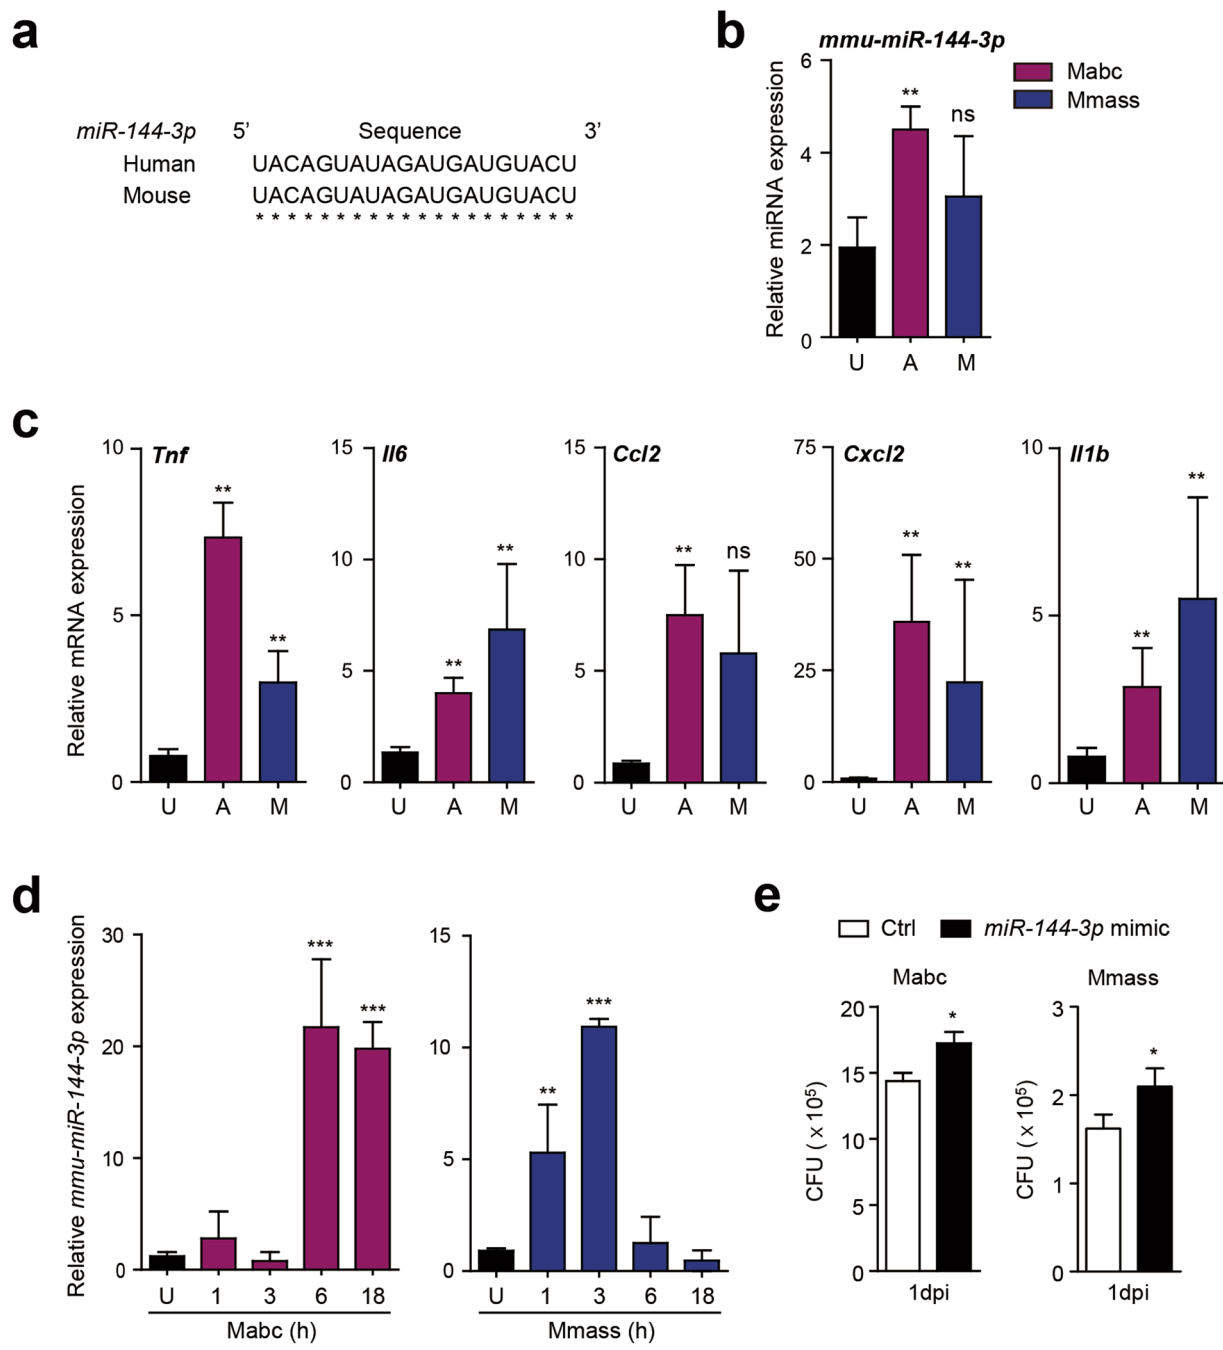 a
miR-144-3p 5’ Sequence 3’
Human UACAGUAUAGAUGAUGUACU
Mouse UACAGUAUAGAUGAUGUACU
* * * * * * * * * * * * * * * * * * * *
b
mmu-miR-144-3p
Mabc
Mmass
Relative miRNA expression
6
4
2
0
**
ns
U A M
c
Relative mRNA expression
Tnf
10
5
0
**
**
U A M
Il6
15
10
5
0
**
**
U A M
Ccl2
15
10
5
0
**
ns
U A M
Cxcl2
75
50
25
0
**
**
U A M
Il1b
10
5
0
**
**
U A M
d
Relative mmu-miR-144-3p expression
30
20
10
0
***
***
U 1 3 6 18
Mabc (h)
15
10
5
0
**
***
U 1 3 6 18
Mmass (h)
e
Ctrl miR-144-3p mimic
Mabc
CFU ( x 10⁵)
20
15
10
5
0
*
1dpi
Mmass
CFU ( x 10⁵)
3
2
1
0
*
1dpi